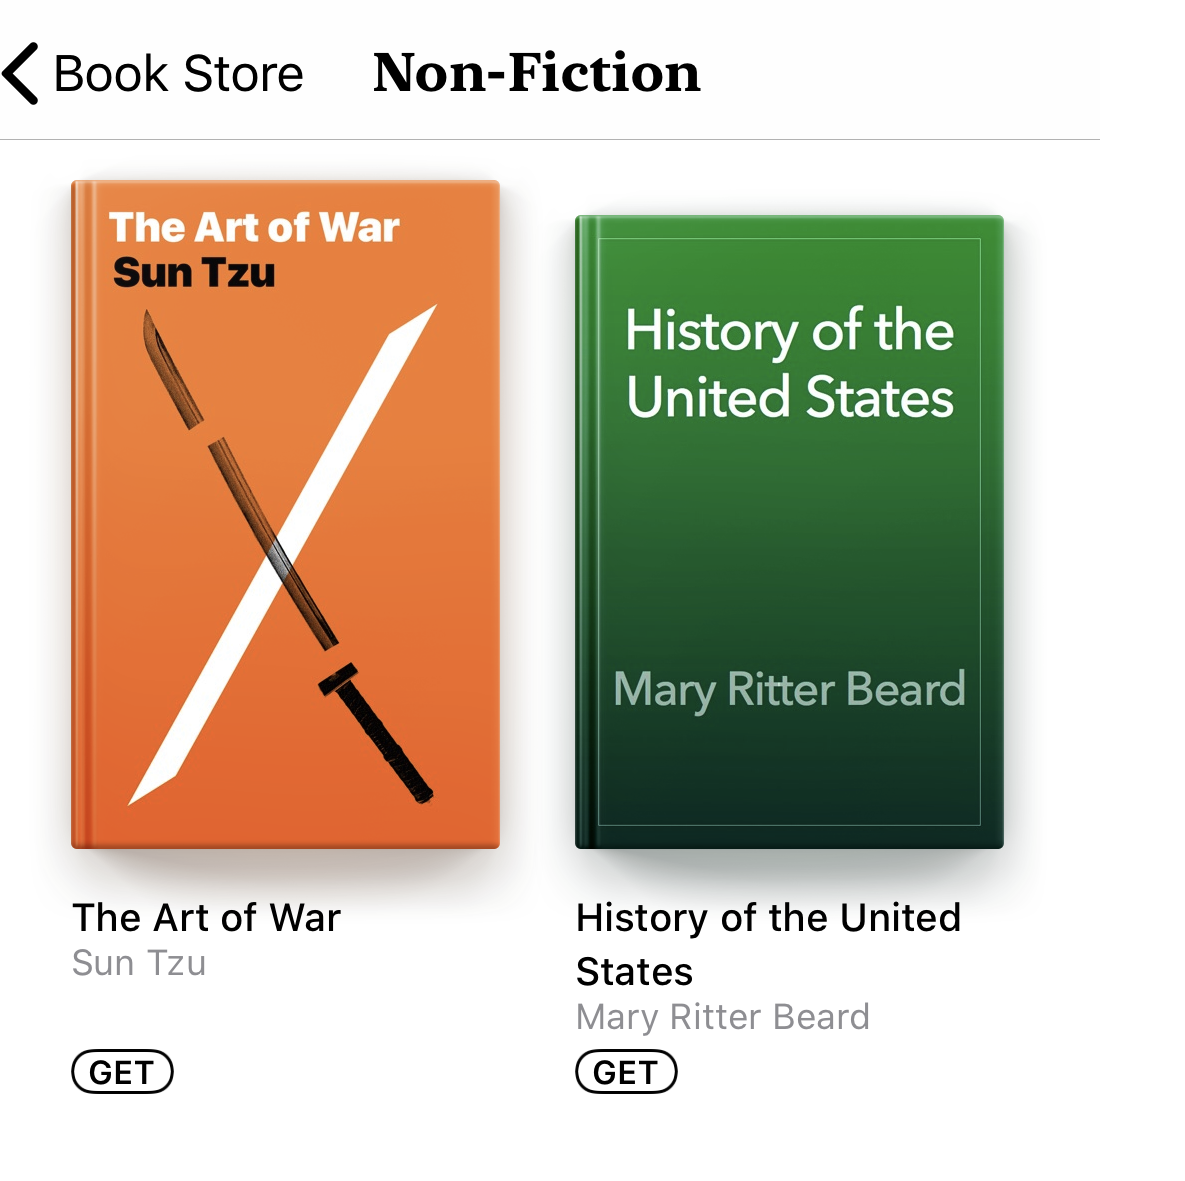 Book Store Non-Fiction
The Art of War
Sun Tzu
History of the
United States
Mary Ritter Beard
The Art of War
Sun Tzu
GET
History of the United
States
Mary Ritter Beard
GET